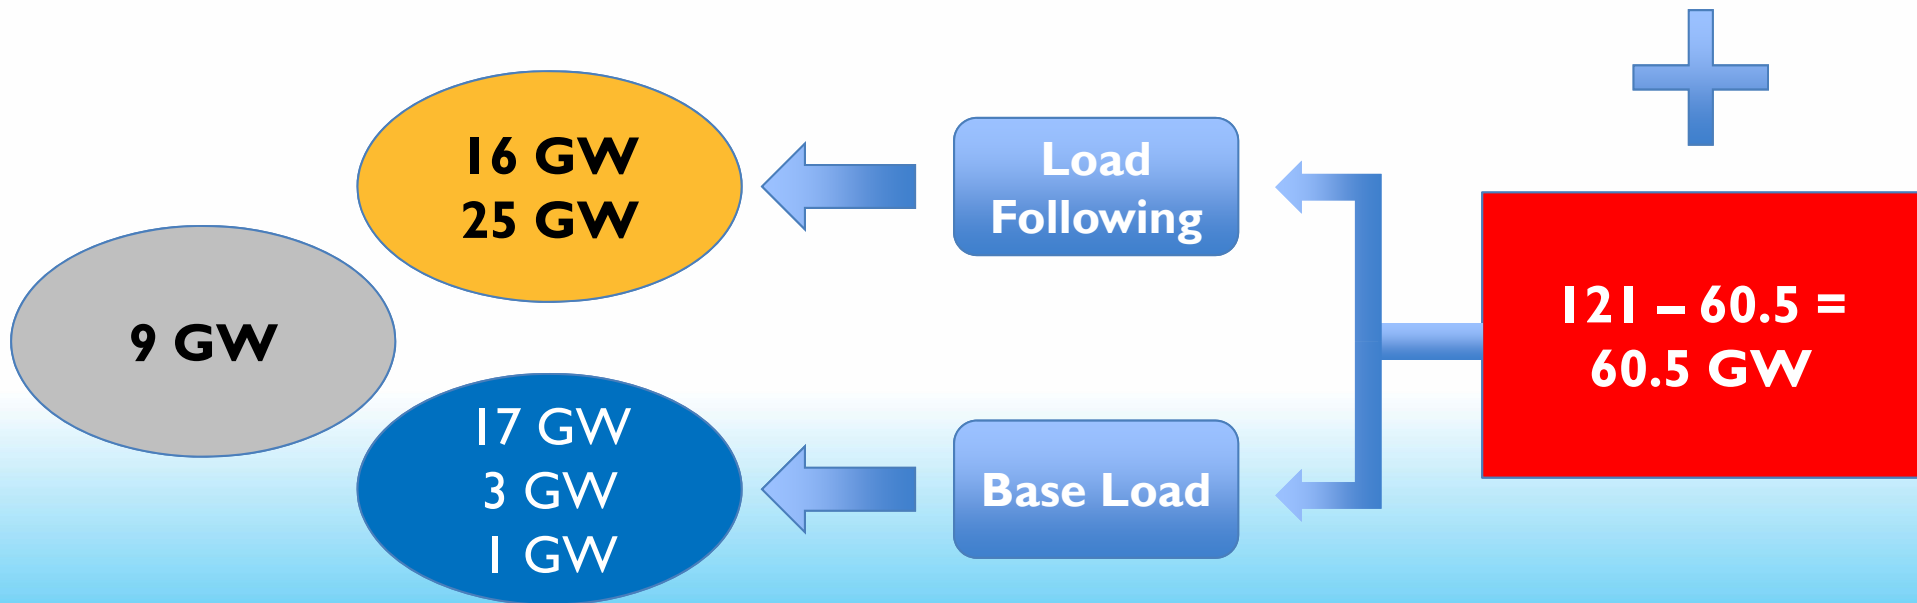 16 GW
25 GW
Load
Following
9 GW
121 – 60.5 =
60.5 GW
17 GW
3 GW
1 GW
Base Load